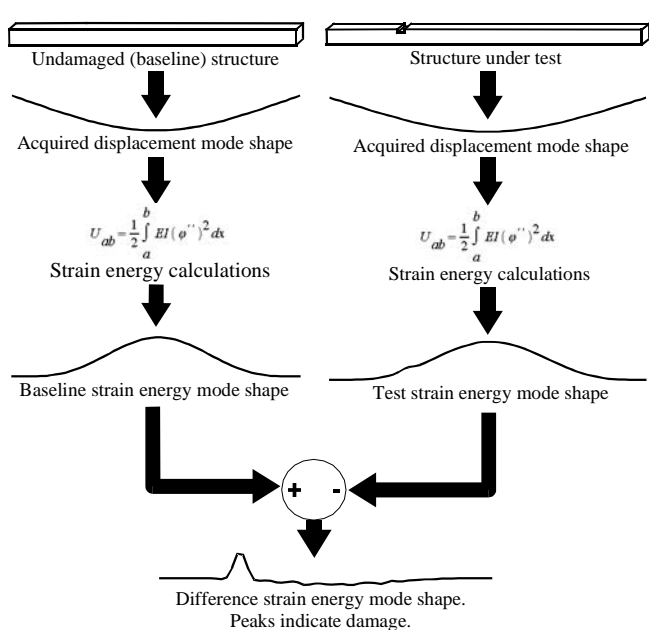 Undamaged (baseline) structure
Structure under test
Acquired displacement mode shape
Acquired displacement mode shape
U_ab = 1/2 ∫_a^b EI(φ'')² dx
U_ab = 1/2 ∫_a^b EI(φ'')² dx
Strain energy calculations
Strain energy calculations
Baseline strain energy mode shape
Test strain energy mode shape
+ -
Difference strain energy mode shape.
Peaks indicate damage.